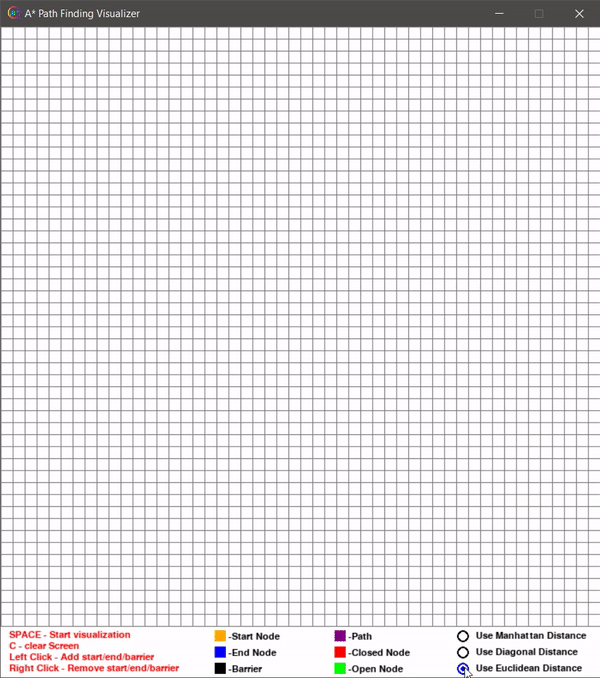 A* Path Finding Visualizer
SPACE - Start visualization
C - clear Screen
Left Click - Add start/end/barrier
Right Click - Remove start/end/barrier
-Start Node
-End Node
-Barrier
-Path
-Closed Node
-Open Node
Use Manhattan Distance
Use Diagonal Distance
Use Euclidean Distance